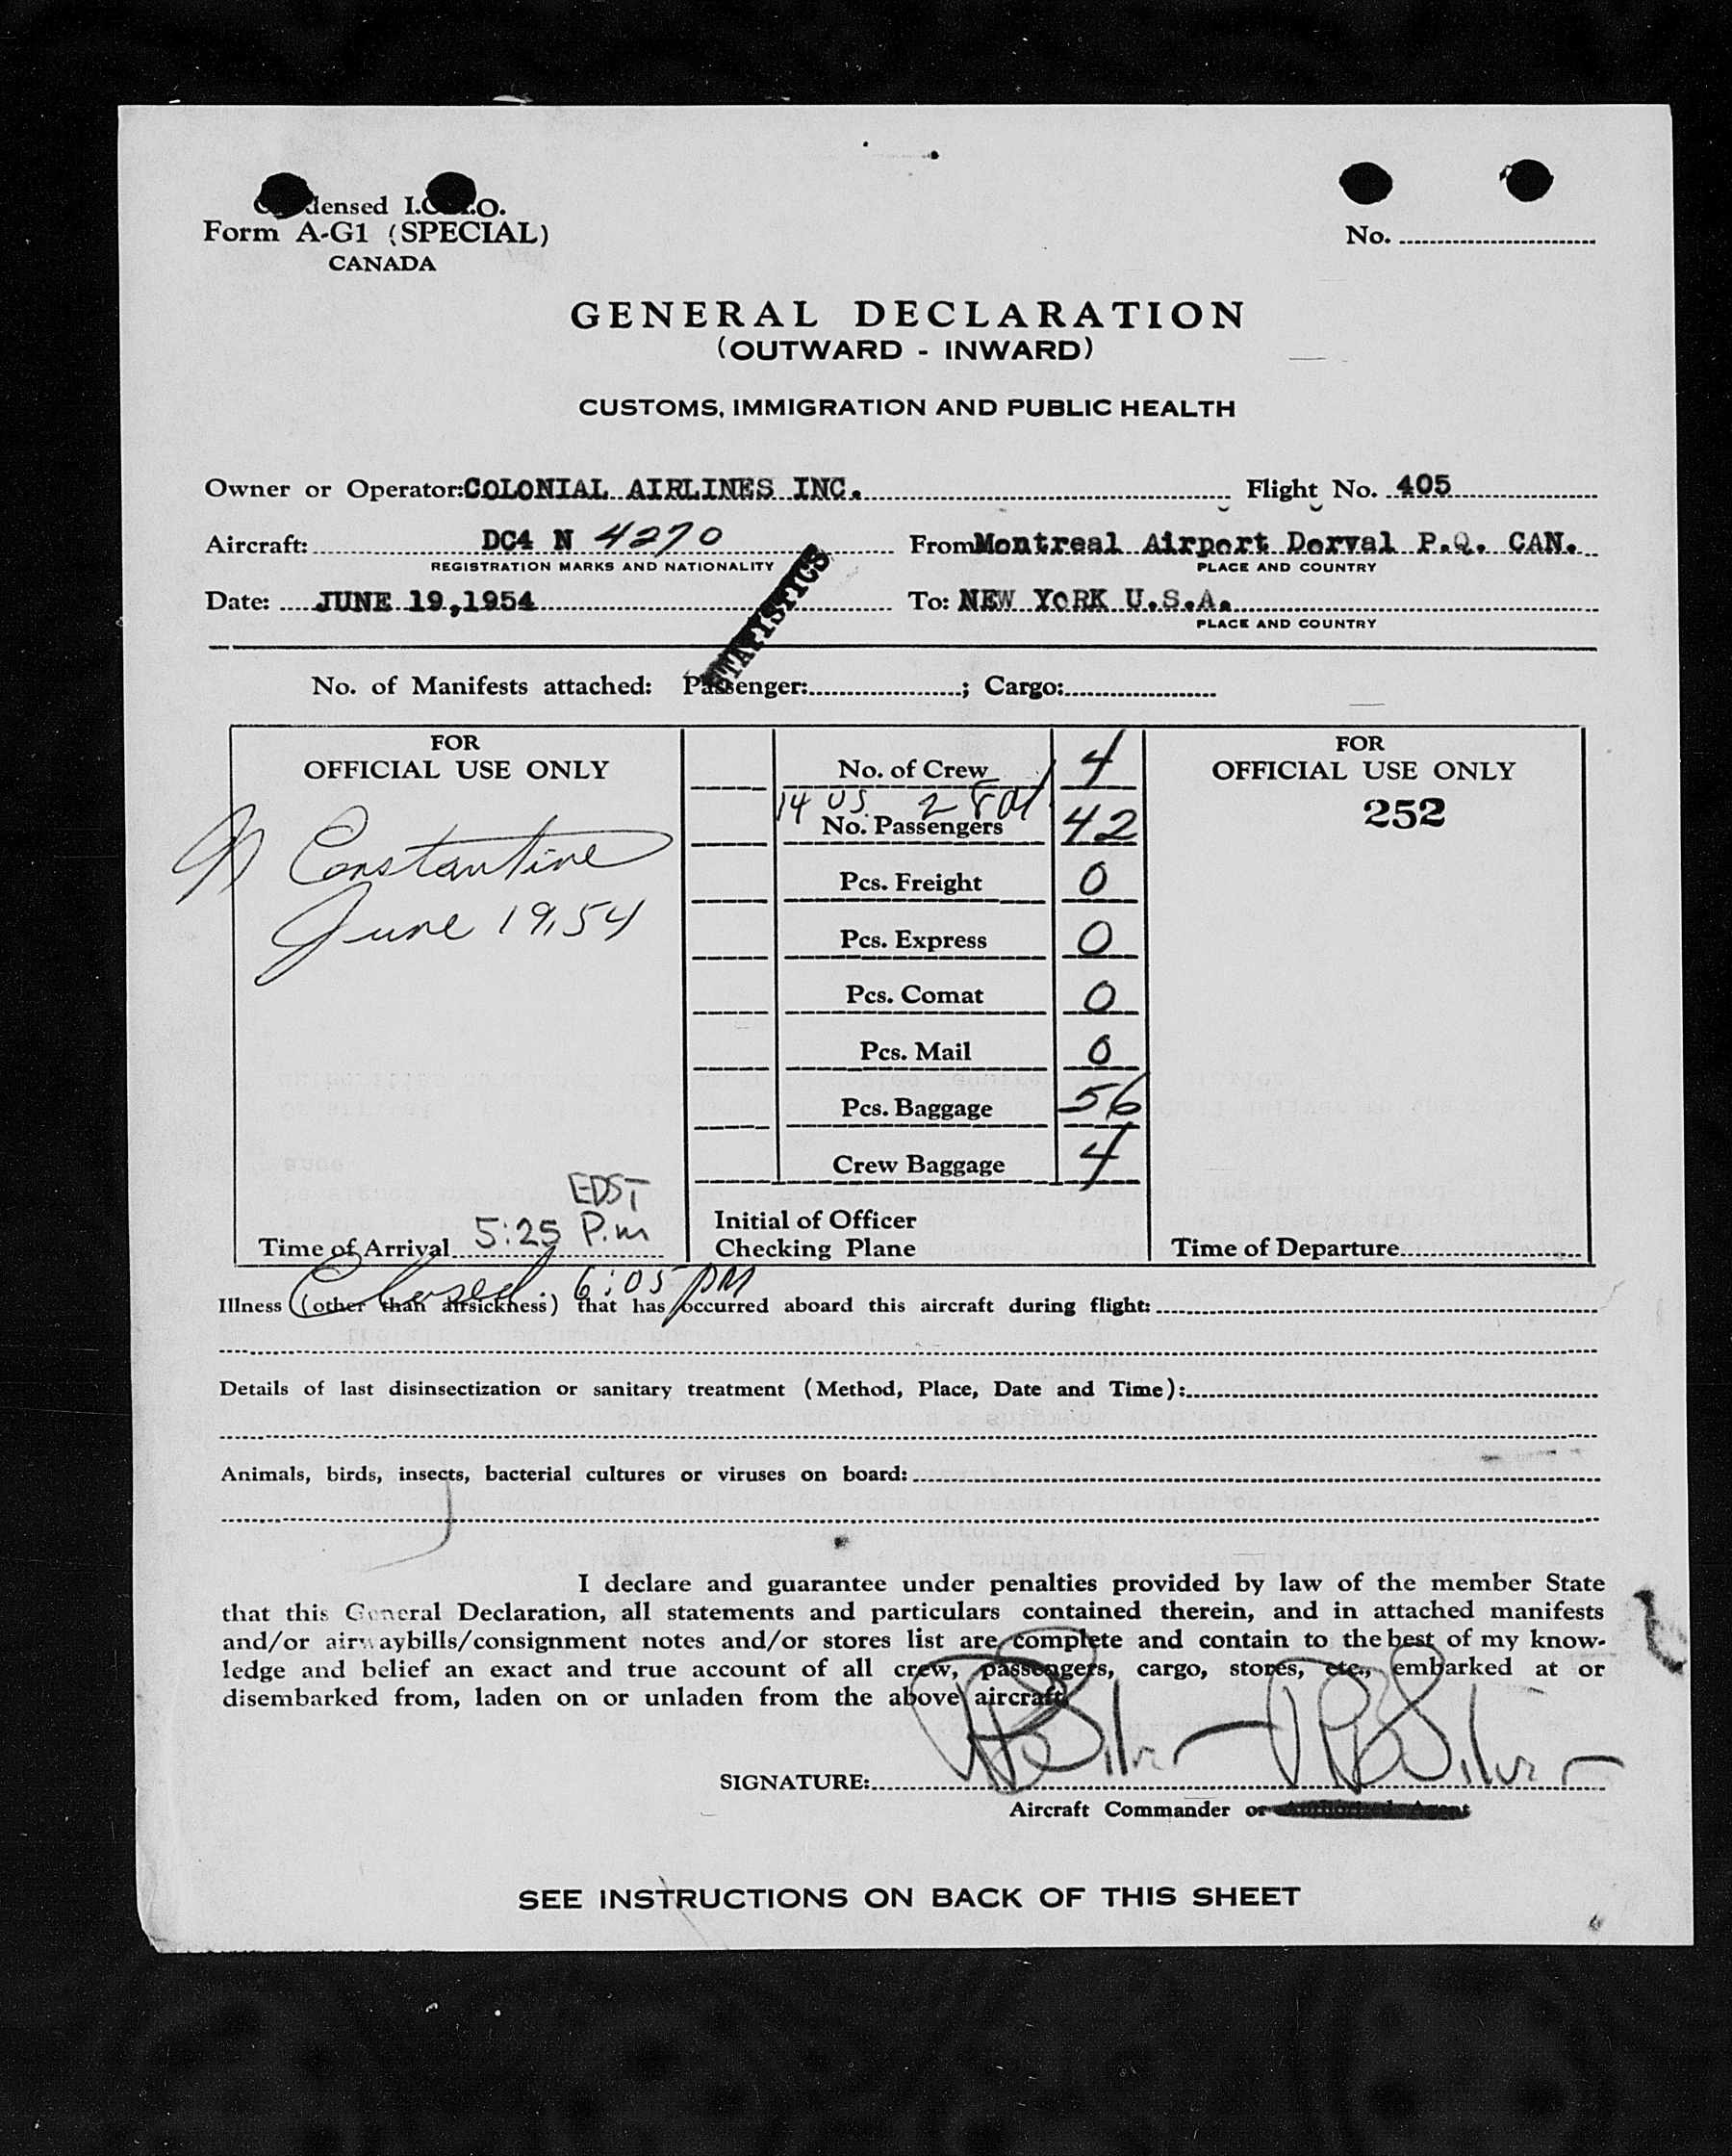 Condensed I.C.A.O.
Form A-G1 (SPECIAL)
CANADA
No.
GENERAL DECLARATION
(OUTWARD - INWARD)
CUSTOMS, IMMIGRATION AND PUBLIC HEALTH
Owner or Operator: COLONIAL AIRLINES INC. Flight No. 405
Aircraft: DC4 N 4270 From Montreal Airport Dorval P.Q. CAN.
REGISTRATION MARKS AND NATIONALITY PLACE AND COUNTRY
Date: JUNE 19,1954 To: NEW YORK U.S.A.
PLACE AND COUNTRY
STATISTICS
No. of Manifests attached: Passenger: ; Cargo:
FOR
OFFICIAL USE ONLY
Constantine
June 19, 54
EDST
Time of Arrival 5:25 P.m
No. of Crew 4
14 US. 2
No. Passengers 42
Pcs. Freight 0
Pcs. Express 0
Pcs. Comat 0
Pcs. Mail 0
Pcs. Baggage 56
Crew Baggage 4
Initial of Officer
Checking Plane
FOR
OFFICIAL USE ONLY
252
Time of Departure
6:05 PM
Illness (other than airsickness) that has occurred aboard this aircraft during flight:
Details of last disinsectization or sanitary treatment (Method, Place, Date and Time):
Animals, birds, insects, bacterial cultures or viruses on board:
I declare and guarantee under penalties provided by law of the member State
that this General Declaration, all statements and particulars contained therein, and in attached manifests
and/or airwaybills/consignment notes and/or stores list are complete and contain to the best of my know-
ledge and belief an exact and true account of all crew, passengers, cargo, stores, etc., embarked at or
disembarked from, laden on or unladen from the above aircraft.
SIGNATURE:
Aircraft Commander or Authorized Agent
SEE INSTRUCTIONS ON BACK OF THIS SHEET